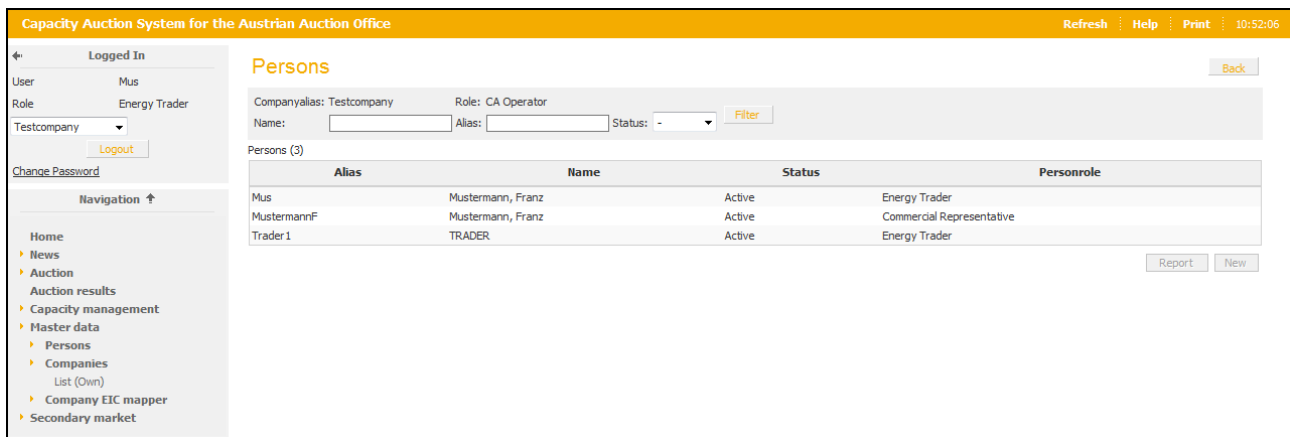 Capacity Auction System for the Austrian Auction Office Refresh Help Print 10:52:06
Logged In
User Mus
Role Energy Trader
Testcompany
Logout
Change Password
Navigation
Home
News
Auction
Auction results
Capacity management
Master data
Persons
Companies
List (Own)
Company EIC mapper
Secondary market
Persons Back
Companyalias: Testcompany Role: CA Operator
Name: Alias: Status: - Filter
Persons (3)
Alias Name Status Personrole
Mus Mustermann, Franz Active Energy Trader
MustermannF Mustermann, Franz Active Commercial Representative
Trader1 TRADER Active Energy Trader
Report New